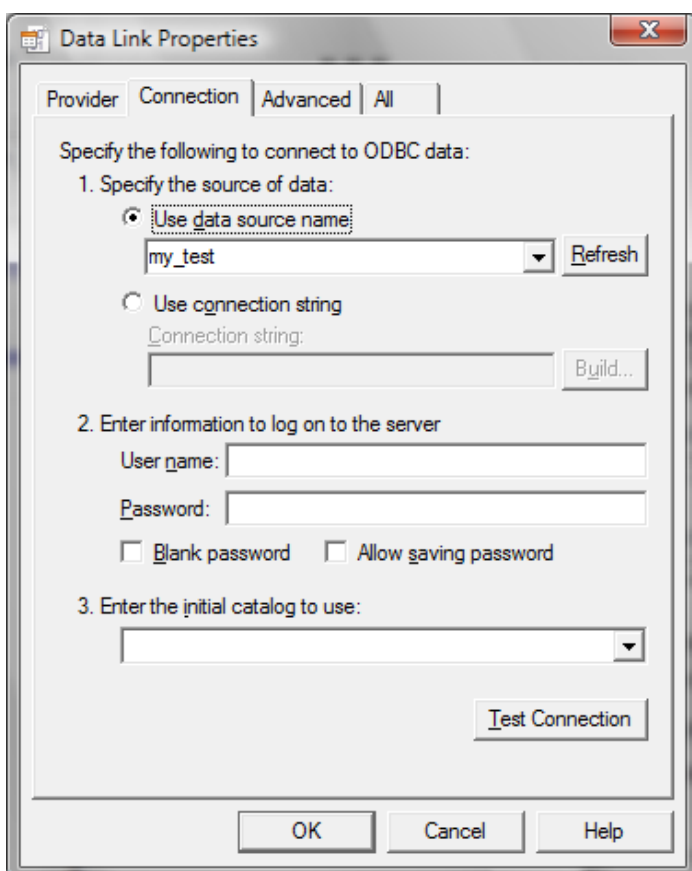 Data Link Properties
Provider Connection Advanced All
Specify the following to connect to ODBC data:
1. Specify the source of data:
Use data source name
my_test Refresh
Use connection string
Connection string:
Build...
2. Enter information to log on to the server
User name:
Password:
Blank password Allow saving password
3. Enter the initial catalog to use:
Test Connection
OK Cancel Help